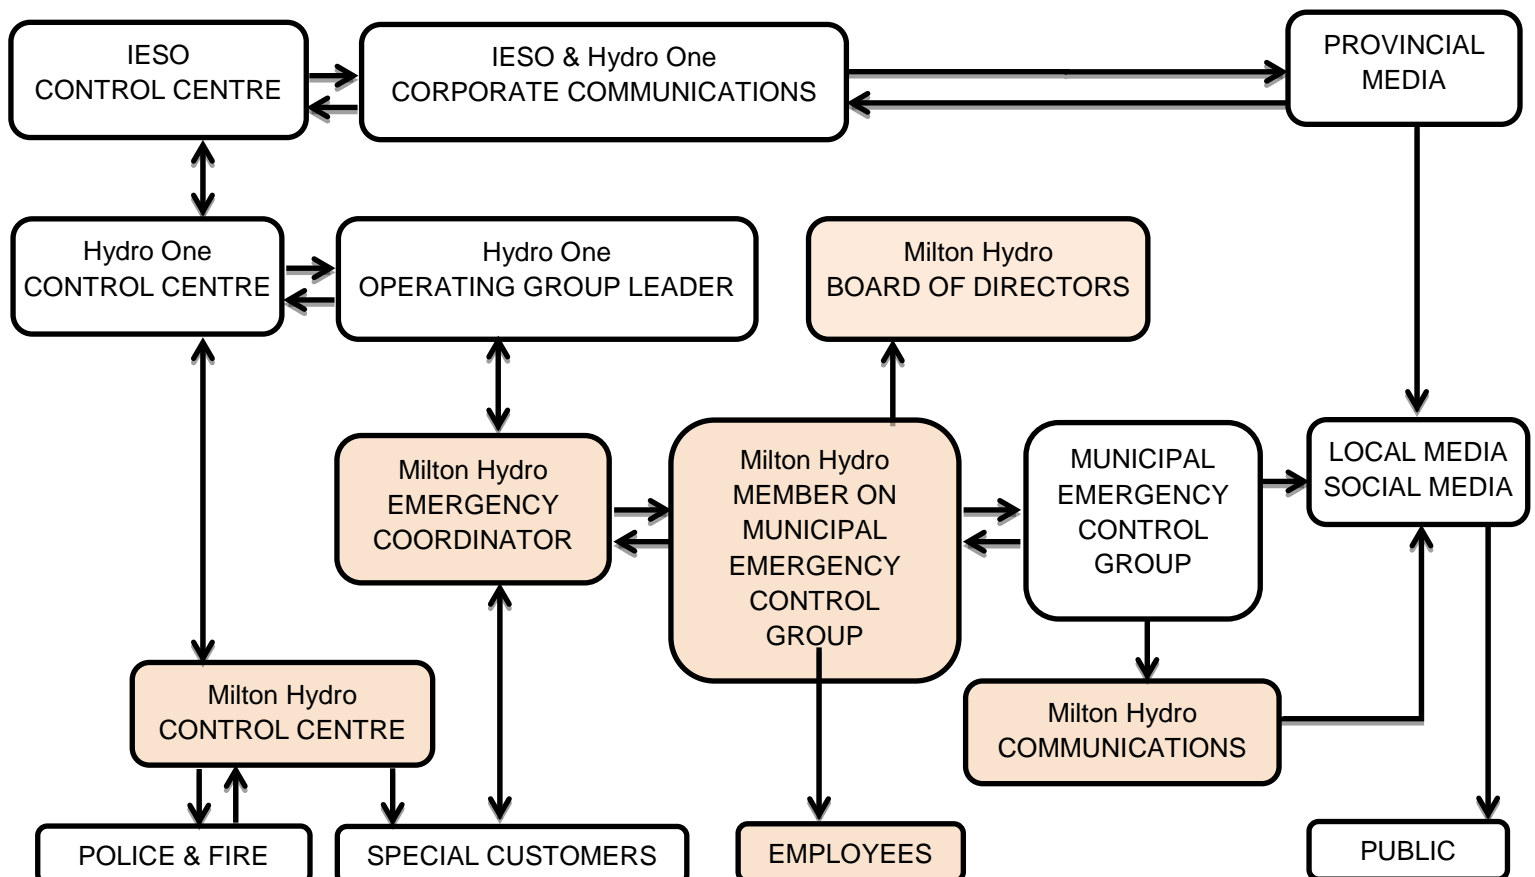 IESO
CONTROL CENTRE
IESO & Hydro One
CORPORATE COMMUNICATIONS
PROVINCIAL
MEDIA
Hydro One
CONTROL CENTRE
Hydro One
OPERATING GROUP LEADER
Milton Hydro
BOARD OF DIRECTORS
Milton Hydro
EMERGENCY
COORDINATOR
Milton Hydro
MEMBER ON
MUNICIPAL
EMERGENCY
CONTROL
GROUP
MUNICIPAL
EMERGENCY
CONTROL
GROUP
LOCAL MEDIA
SOCIAL MEDIA
Milton Hydro
CONTROL CENTRE
Milton Hydro
COMMUNICATIONS
POLICE & FIRE
SPECIAL CUSTOMERS
EMPLOYEES
PUBLIC